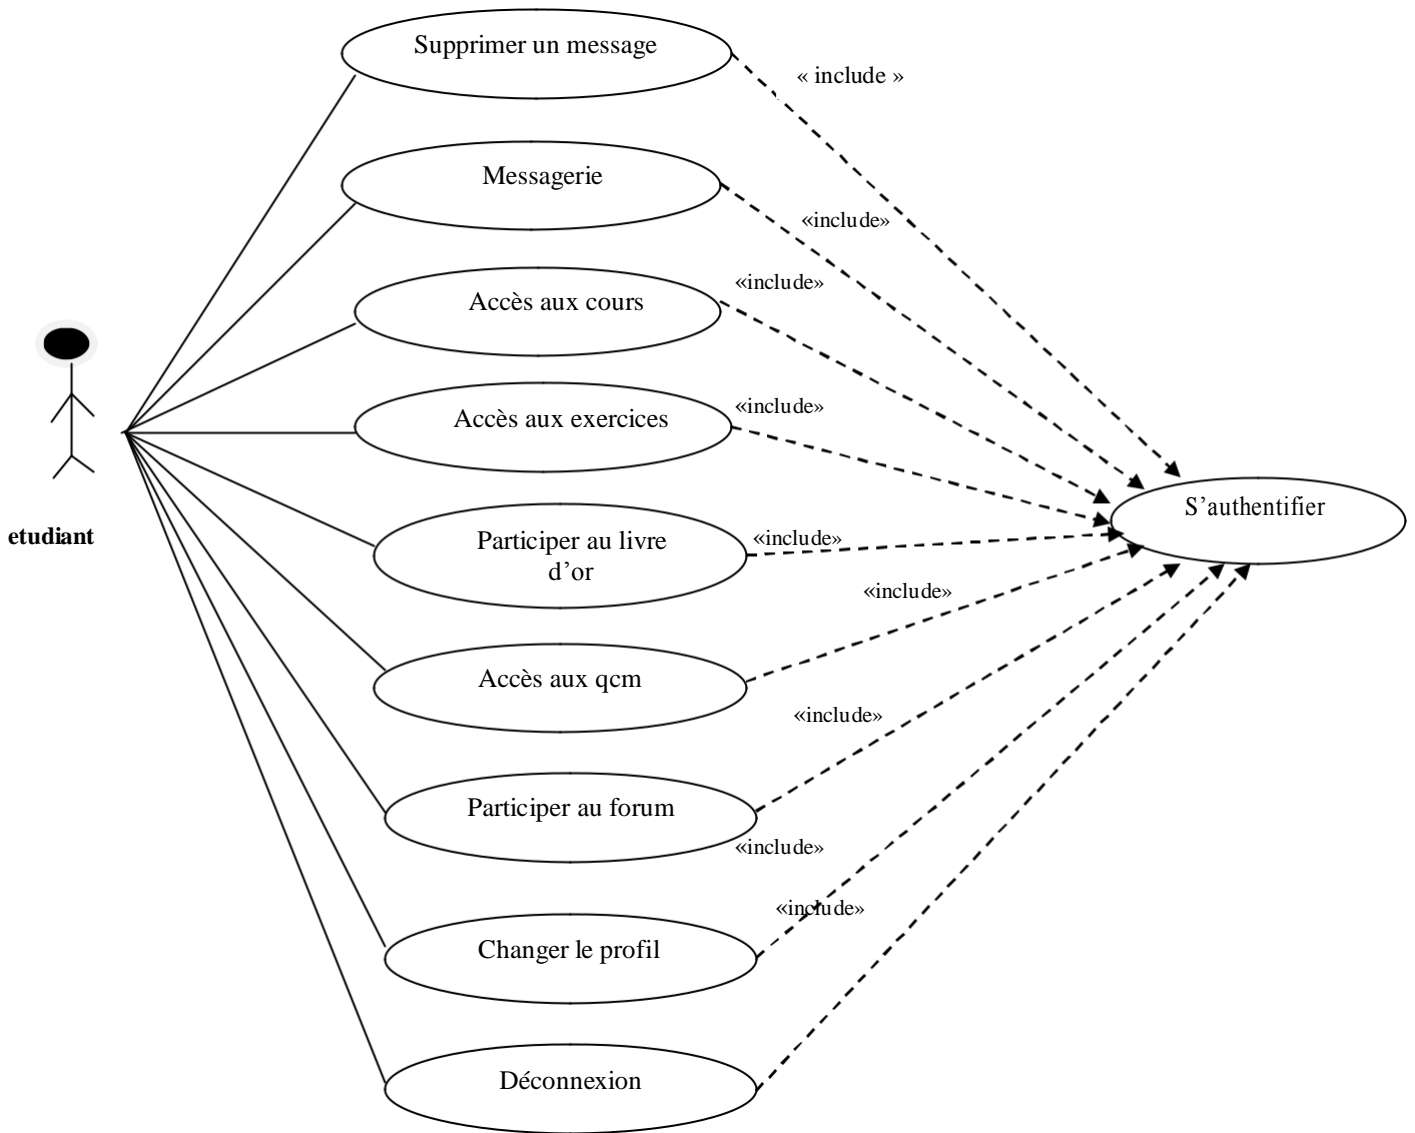 Supprimer un message
« include »
Messagerie
«include»
Accès aux cours
«include»
Accès aux exercices
«include»
S’authentifier
etudiant
Participer au livre
d’or
«include»
«include»
Accès aux qcm
«include»
Participer au forum
«include»
«include»
Changer le profil
Déconnexion